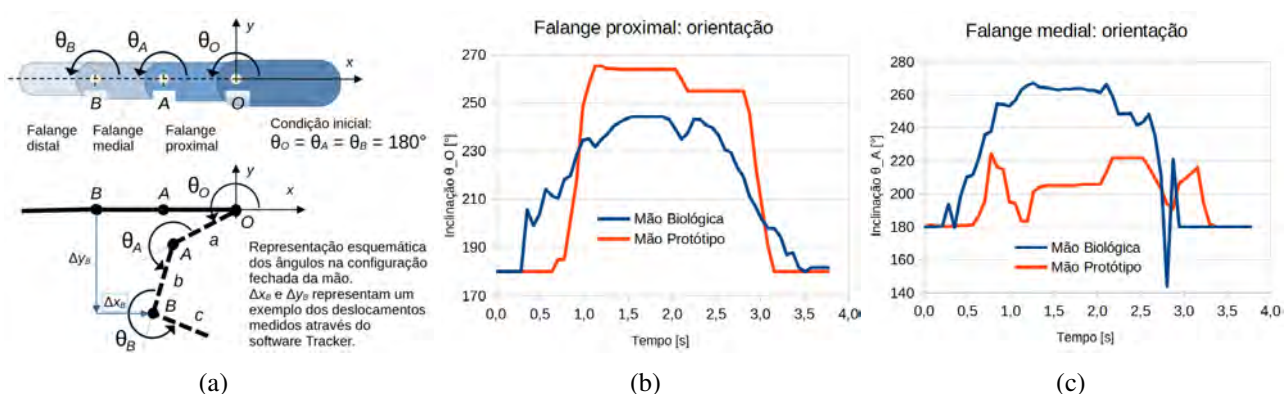 y
θB
θA
θO
x
B
A
O
Falange distal
Falange medial
Falange proximal
Condição inicial:
θO = θA = θB = 180°
y
B
A
θO
x
O
θA
a
A
ΔyB
b
ΔxB
B
c
θB
Representação esquemática
dos ângulos na configuração
fechada da mão.
ΔxB e ΔyB representam um
exemplo dos deslocamentos
medidos através do
software Tracker.
(a)
Falange proximal: orientação
Inclinação θ_O [°]
270
250
230
210
190
170
Mão Biológica
Mão Protótipo
0,0 0,5 1,0 1,5 2,0 2,5 3,0 3,5 4,0
Tempo [s]
(b)
Falange medial: orientação
Inclinação θ_A [°]
280
260
240
220
200
180
160
140
Mão Biológica
Mão Protótipo
0,0 0,5 1,0 1,5 2,0 2,5 3,0 3,5 4,0
Tempo [s]
(c)